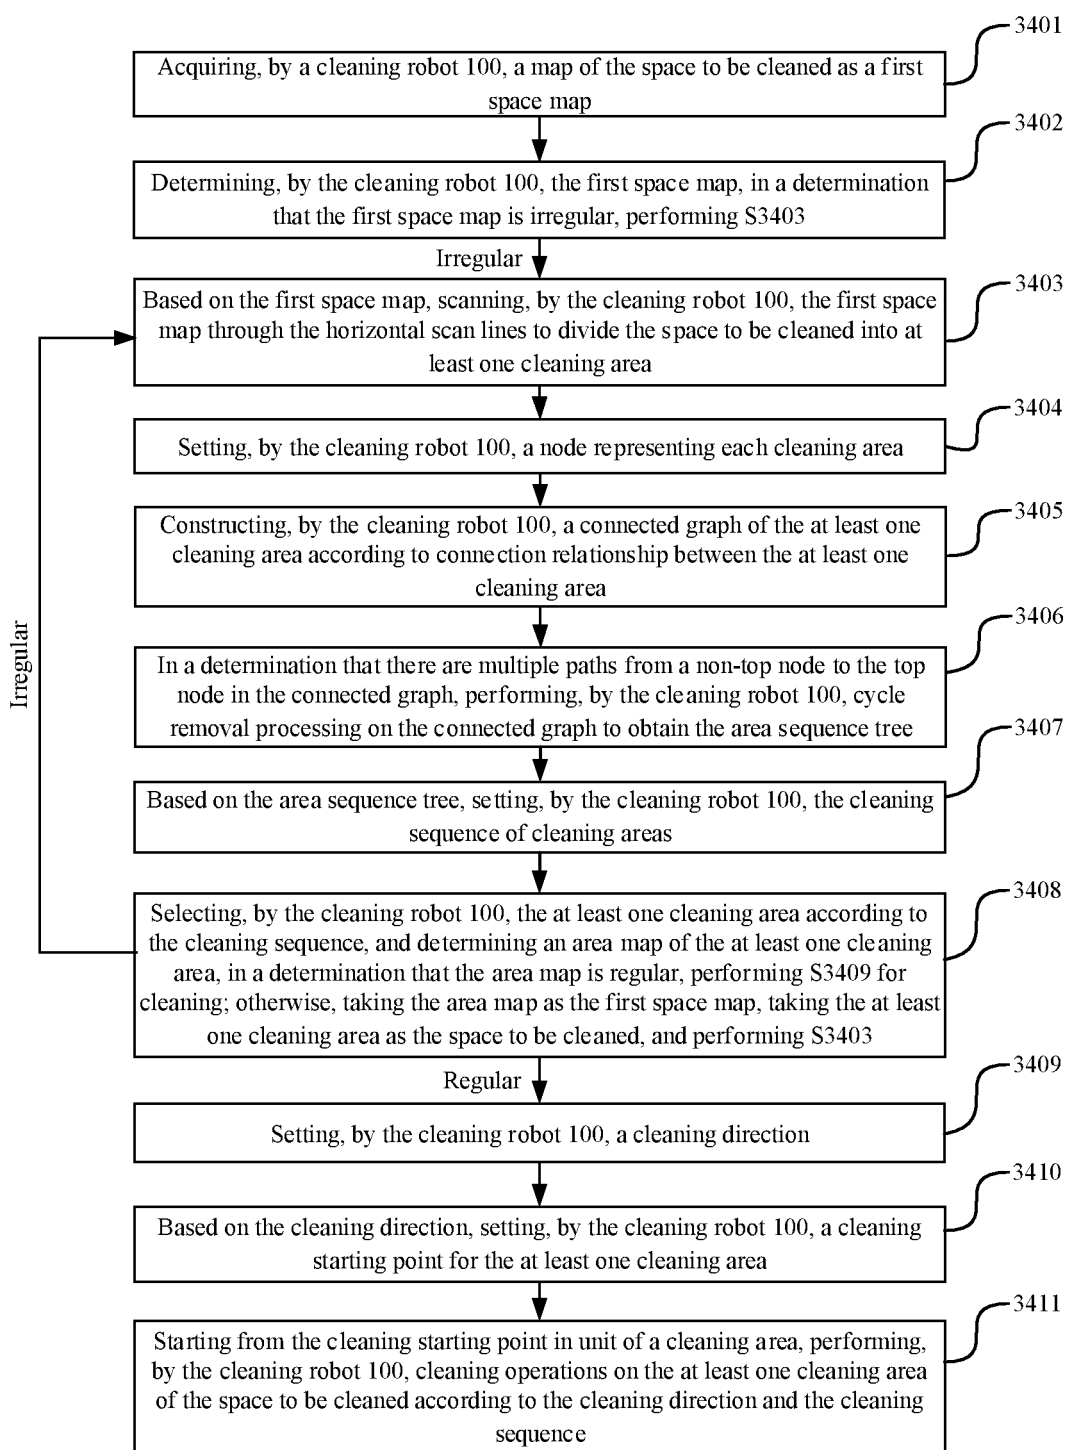 3401
Acquiring, by a cleaning robot 100, a map of the space to be cleaned as a first
space map
3402
Determining, by the cleaning robot 100, the first space map, in a determination
that the first space map is irregular, performing S3403
Irregular
3403
Based on the first space map, scanning, by the cleaning robot 100, the first space
map through the horizontal scan lines to divide the space to be cleaned into at
least one cleaning area
3404
Setting, by the cleaning robot 100, a node representing each cleaning area
3405
Constructing, by the cleaning robot 100, a connected graph of the at least one
cleaning area according to connection relationship between the at least one
cleaning area
3406
In a determination that there are multiple paths from a non-top node to the top
node in the connected graph, performing, by the cleaning robot 100, cycle
removal processing on the connected graph to obtain the area sequence tree
Irregular
3407
Based on the area sequence tree, setting, by the cleaning robot 100, the cleaning
sequence of cleaning areas
3408
Selecting, by the cleaning robot 100, the at least one cleaning area according to
the cleaning sequence, and determining an area map of the at least one cleaning
area, in a determination that the area map is regular, performing S3409 for
cleaning; otherwise, taking the area map as the first space map, taking the at least
one cleaning area as the space to be cleaned, and performing S3403
Regular
3409
Setting, by the cleaning robot 100, a cleaning direction
3410
Based on the cleaning direction, setting, by the cleaning robot 100, a cleaning
starting point for the at least one cleaning area
3411
Starting from the cleaning starting point in unit of a cleaning area, performing,
by the cleaning robot 100, cleaning operations on the at least one cleaning area
of the space to be cleaned according to the cleaning direction and the cleaning
sequence